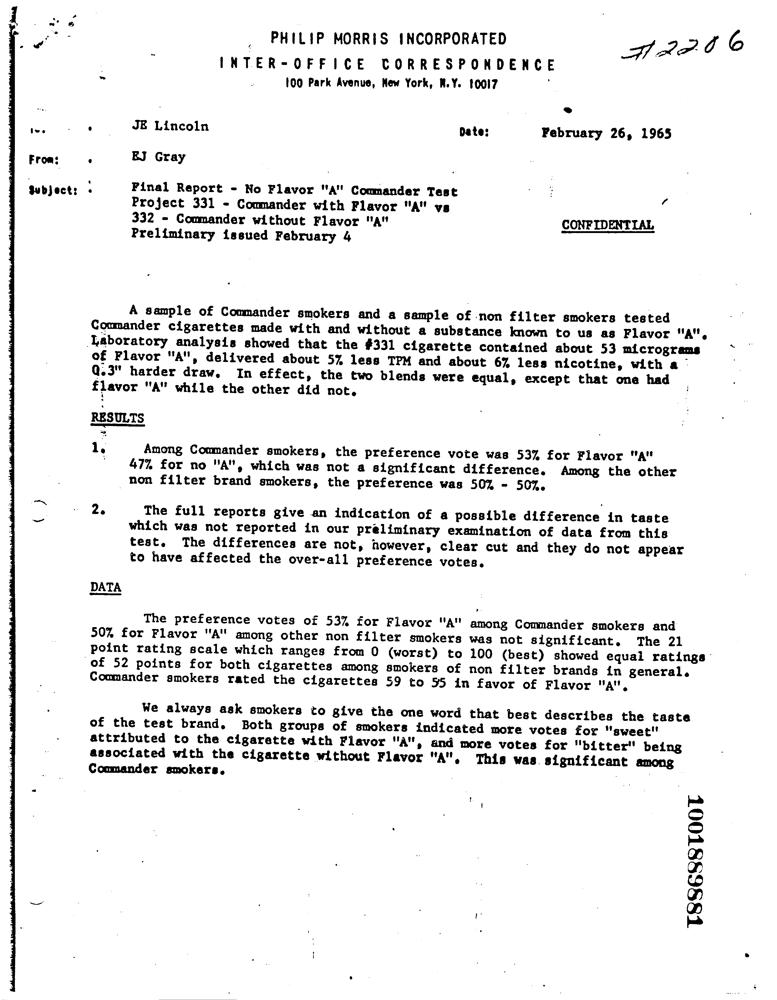 PHILIP MORRIS INCORPORATED
#2206
INTER-OFFICE CORRESPONDENCE
100 Park Avenue, New York, N.Y. 10017
JE Lincoln
Date: February 26, 1965
From: EJ Gray
Subject: Final Report - No Flavor "A" Commander Test
Project 331 - Commander with Flavor "A" vs
332 - Commander without Flavor "A"
CONFIDENTIAL
Preliminary issued February 4
A sample of Commander smokers and a sample of non filter smokers tested
Commander cigarettes made with and without a substance known to us as Flavor "A".
Laboratory analysis showed that the #331 cigarette contained about 53 micrograms
of Flavor "A", delivered about 5% less TPM and about 6% less nicotine, with a
0.3" harder draw. In effect, the two blends were equal, except that one had
flavor "A" while the other did not.
RESULTS
1. Among Commander smokers, the preference vote was 53% for Flavor "A"
47% for no "A", which was not a significant difference. Among the other
non filter brand smokers, the preference was 50% - 50%.
2. The full reports give an indication of a possible difference in taste
which was not reported in our preliminary examination of data from this
test. The differences are not, however, clear cut and they do not appear
to have affected the over-all preference votes.
DATA
The preference votes of 53% for Flavor "A" among Commander smokers and
50% for Flavor "A" among other non filter smokers was not significant. The 21
point rating scale which ranges from 0 (worst) to 100 (best) showed equal ratings
of 52 points for both cigarettes among smokers of non filter brands in general.
Commander smokers rated the cigarettes 59 to 55 in favor of Flavor "A".
We always ask smokers to give the one word that best describes the taste
of the test brand. Both groups of smokers indicated more votes for "sweet"
attributed to the cigarette with Flavor "A", and more votes for "bitter" being
associated with the cigarette without Flavor "A". This was significant among
Commander smokers.
1001889881